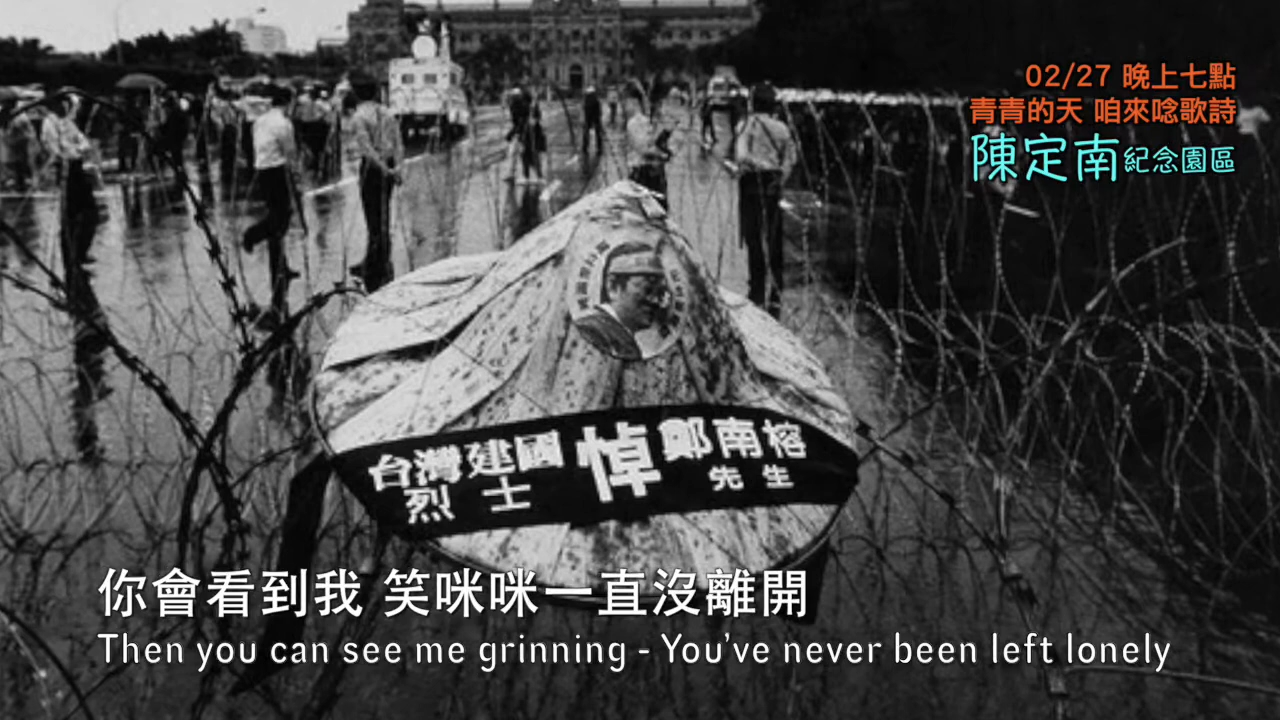 02/27 晚上七點
青青的天 咱來唸歌詩
陳定南紀念園區
台灣建國烈士 悼 鄭南榕先生
你會看到我 笑咪咪一直沒離開
Then you can see me grinning - You've never been left lonely